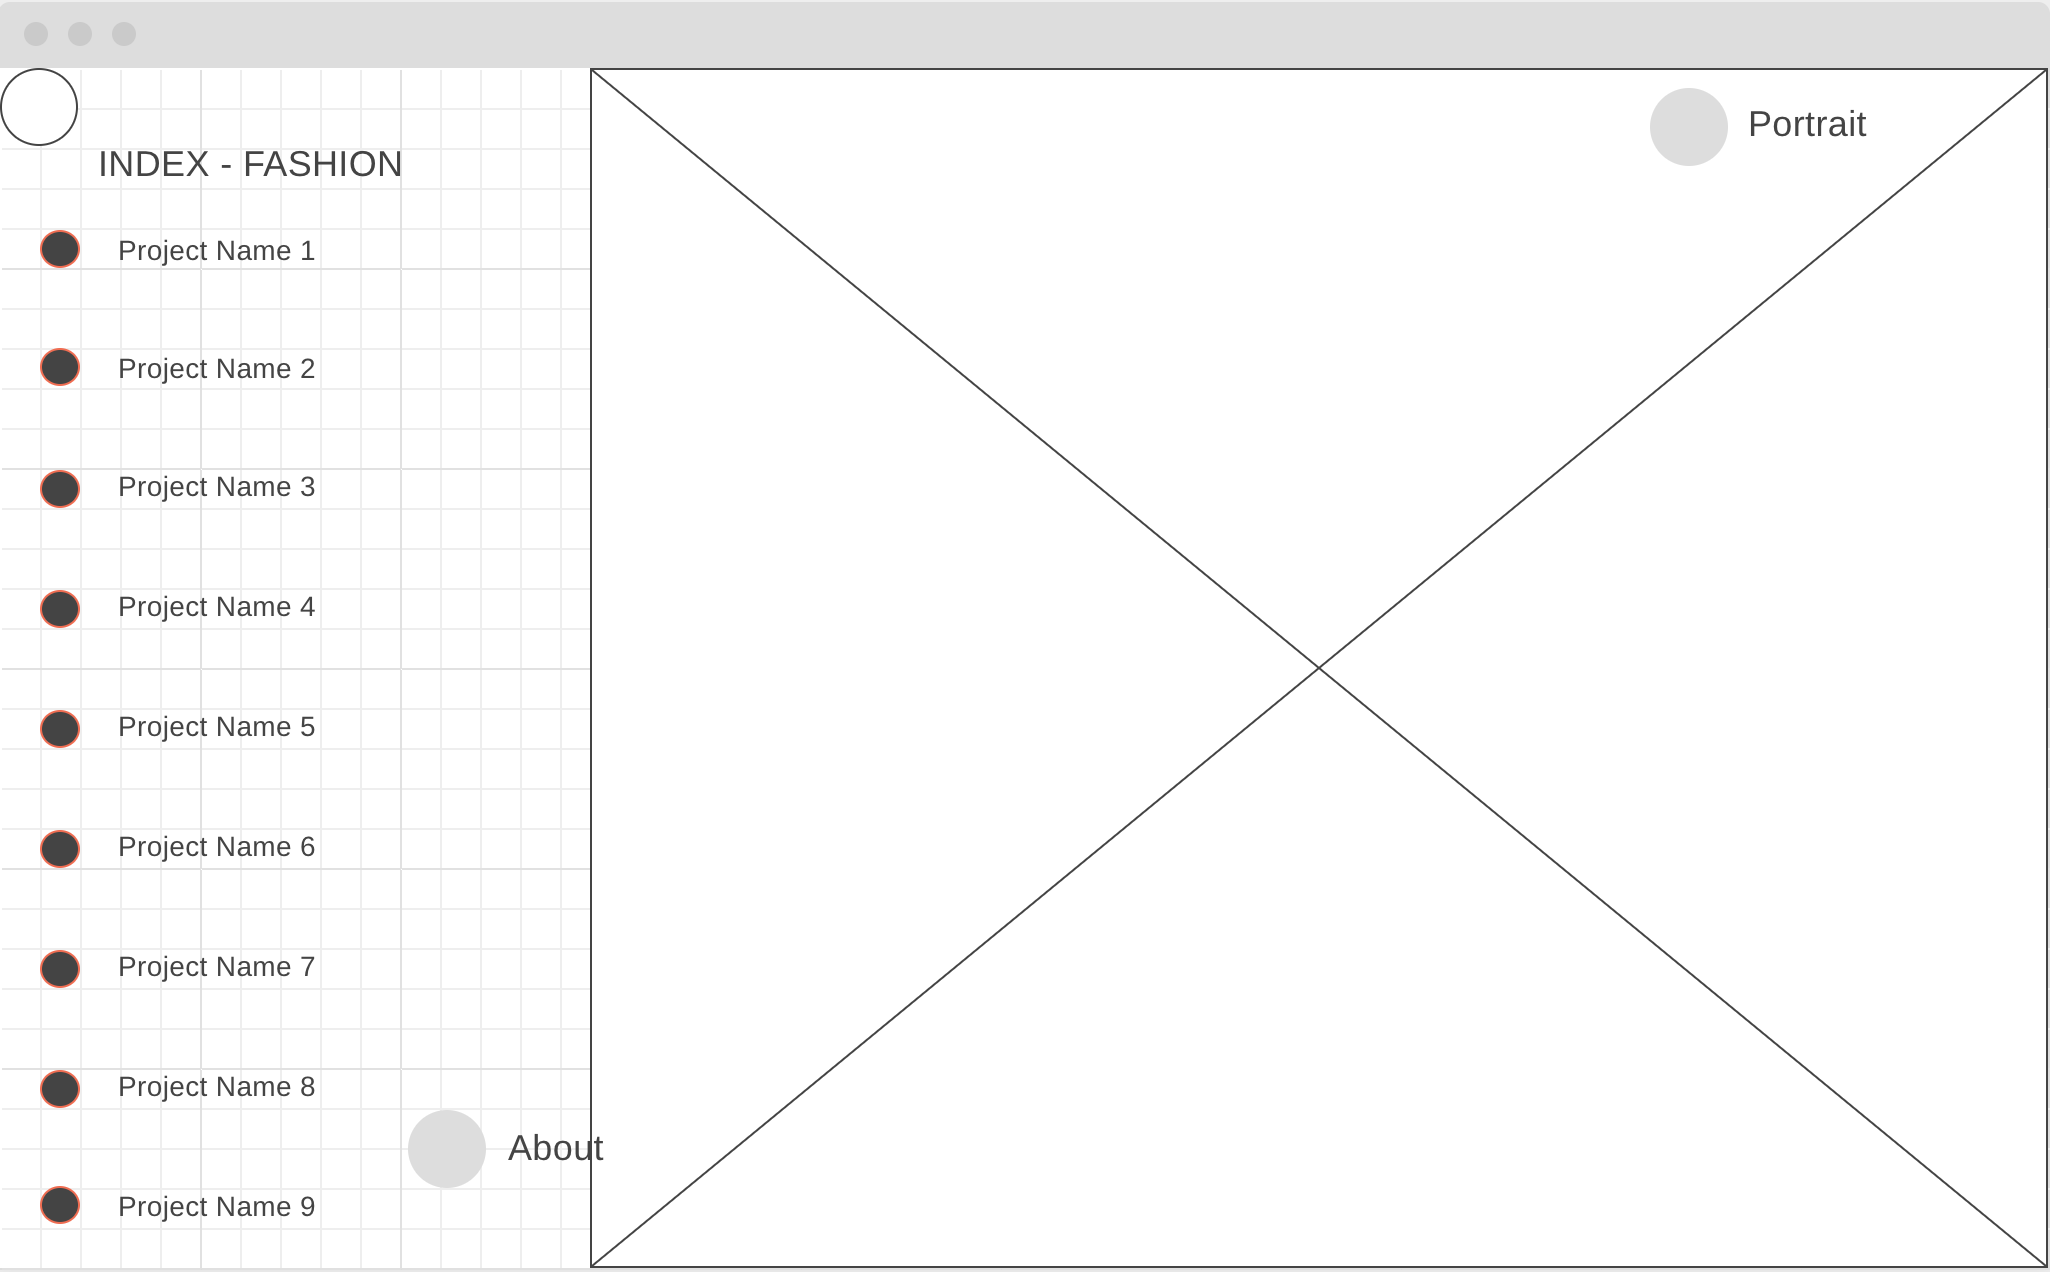 Portrait
INDEX - FASHION
Project Name 1
Project Name 2
Project Name 3
Project Name 4
Project Name 5
Project Name 6
Project Name 7
Project Name 8
About
Project Name 9